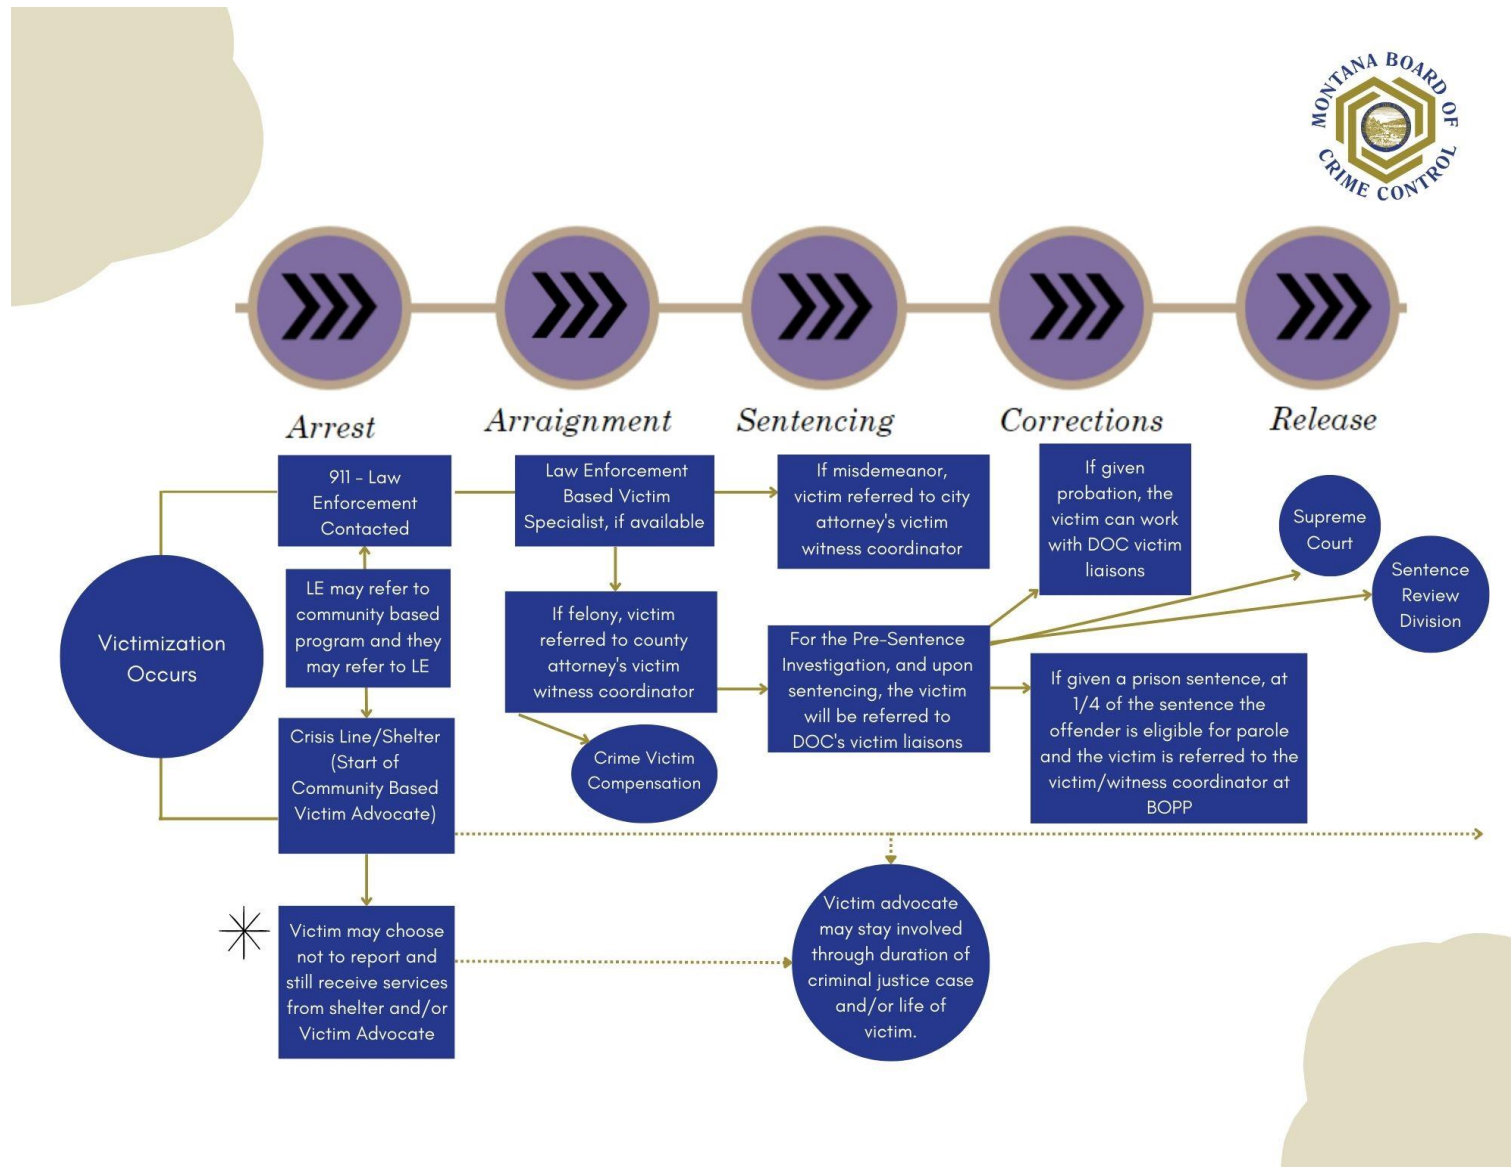 MONTANA BOARD OF
CRIME CONTROL
Arrest
Arraignment
Sentencing
Corrections
Release
Victimization
Occurs
911 - Law
Enforcement
Contacted
LE may refer to
community based
program and they
may refer to LE
Crisis Line/Shelter
(Start of
Community Based
Victim Advocate)
Victim may choose
not to report and
still receive services
from shelter and/or
Victim Advocate
Law Enforcement
Based Victim
Specialist, if available
If felony, victim
referred to county
attorney's victim
witness coordinator
Crime Victim
Compensation
If misdemeanor,
victim referred to city
attorney's victim
witness coordinator
For the Pre-Sentence
Investigation, and upon
sentencing, the victim
will be referred to
DOC's victim liaisons
Victim advocate
may stay involved
through duration of
criminal justice case
and/or life of
victim.
If given
probation, the
victim can work
with DOC victim
liaisons
If given a prison sentence, at
1/4 of the sentence the
offender is eligible for parole
and the victim is referred to the
victim/witness coordinator at
BOPP
Supreme
Court
Sentence
Review
Division